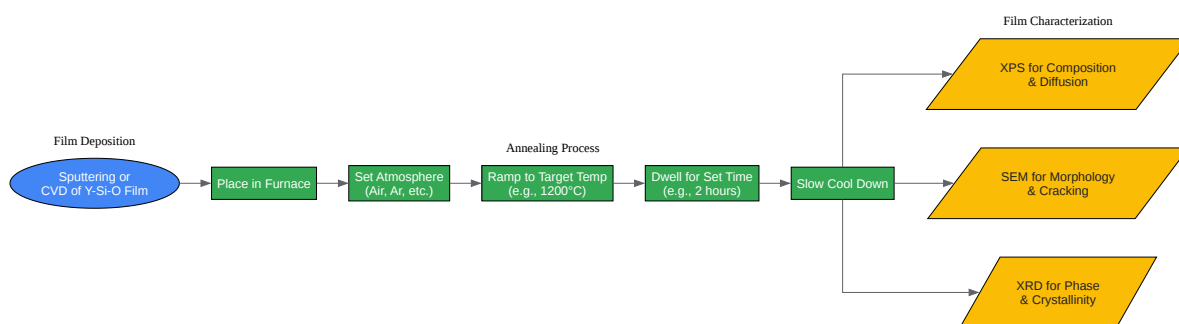 Film Deposition
Sputtering or
CVD of Y-Si-O Film
Place in Furnace
Set Atmosphere
(Air, Ar, etc.)
Annealing Process
Ramp to Target Temp
(e.g., 1200°C)
Dwell for Set Time
(e.g., 2 hours)
Slow Cool Down
Film Characterization
XPS for Composition
& Diffusion
SEM for Morphology
& Cracking
XRD for Phase
& Crystallinity